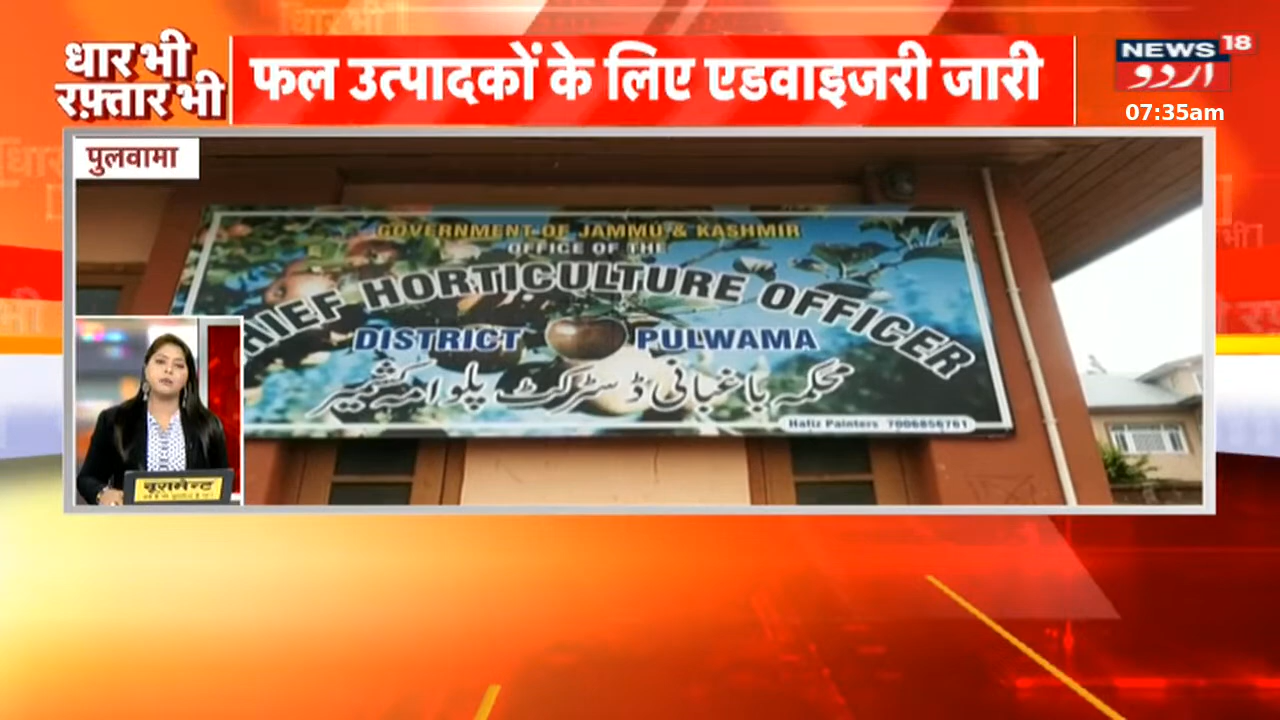 धार भी
रफ़्तार भी
फल उत्पादकों के लिए एडवाइजरी जारी
NEWS 18
اردو
07:35am
पुलवामा
GOVERNMENT OF JAMMU & KASHMIR
OFFICE OF THE
HIEF HORTICULTURE OFFICER
DISTRICT PULWAMA
محکمہ باغبانی ڈسٹرکٹ پلوامہ کشمیر
Hafiz Painters 7006856761